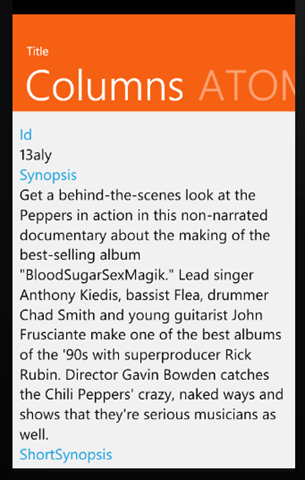 Title
Columns ATOM
Id
13aly
Synopsis
Get a behind-the-scenes look at the
Peppers in action in this non-narrated
documentary about the making of the
best-selling album
"BloodSugarSexMagik." Lead singer
Anthony Kiedis, bassist Flea, drummer
Chad Smith and young guitarist John
Frusciante make one of the best albums
of the '90s with superproducer Rick
Rubin. Director Gavin Bowden catches
the Chili Peppers' crazy, naked ways and
shows that they're serious musicians as
well.
ShortSynopsis